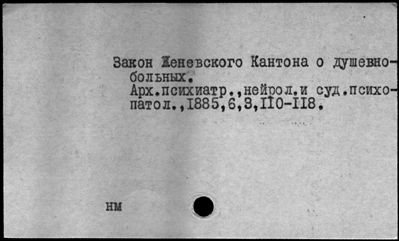 Закон Женевского Кантона о душевно-
больных.
Арх.психиатр.,нейрол.и суд.психо-
патол.,1885,6,3,110-118.
нм